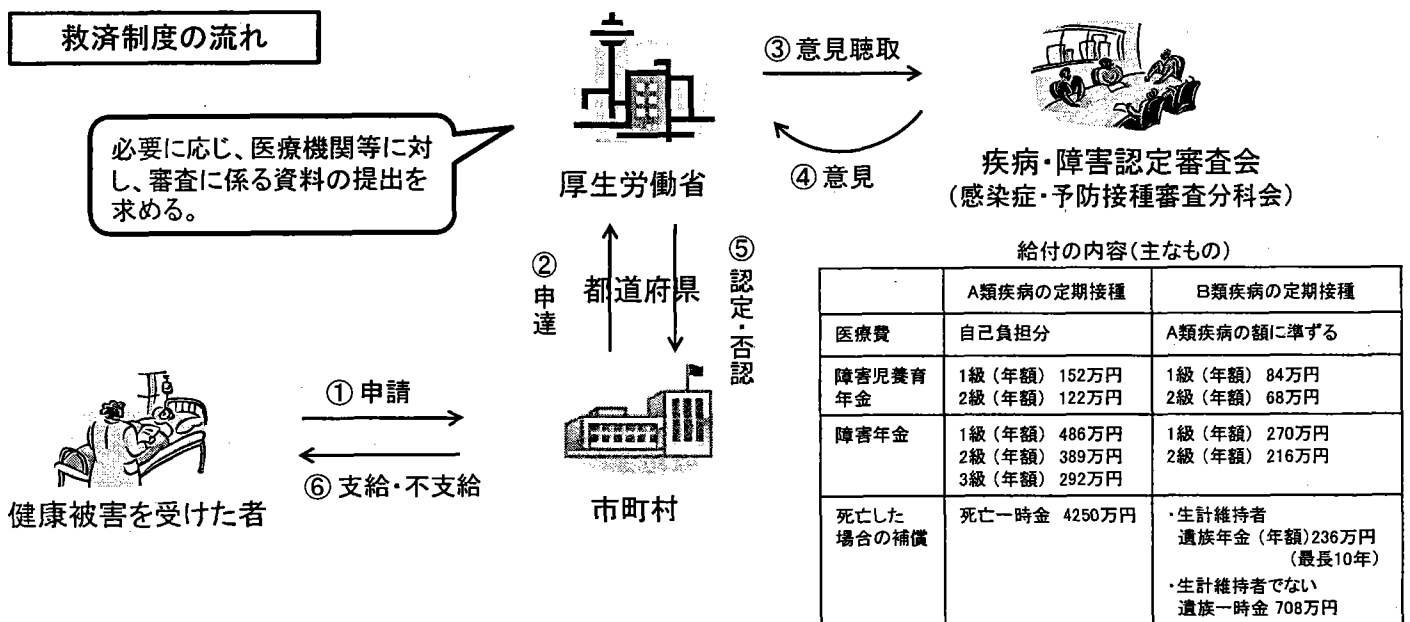 救済制度の流れ
必要に応じ、医療機関等に対
し、審査に係る資料の提出を
求める。
厚生労働省
③意見聴取
④意見
疾病・障害認定審査会
(感染症・予防接種審査分科会)
②申達
都道府県
⑤認定・否認
①申請
⑥支給・不支給
健康被害を受けた者
市町村
給付の内容(主なもの)
A類疾病の定期接種 B類疾病の定期接種
医療費 自己負担分 A類疾病の額に準ずる
障害児養育 1級(年額) 152万円 1級(年額) 84万円
年金 2級(年額) 122万円 2級(年額) 68万円
障害年金 1級(年額) 486万円 1級(年額) 270万円
2級(年額) 389万円 2級(年額) 216万円
3級(年額) 292万円
死亡した 死亡一時金 4250万円 ・生計維持者
場合の補償 遺族年金(年額)236万円
(最長10年)
・生計維持者でない
遺族一時金 708万円